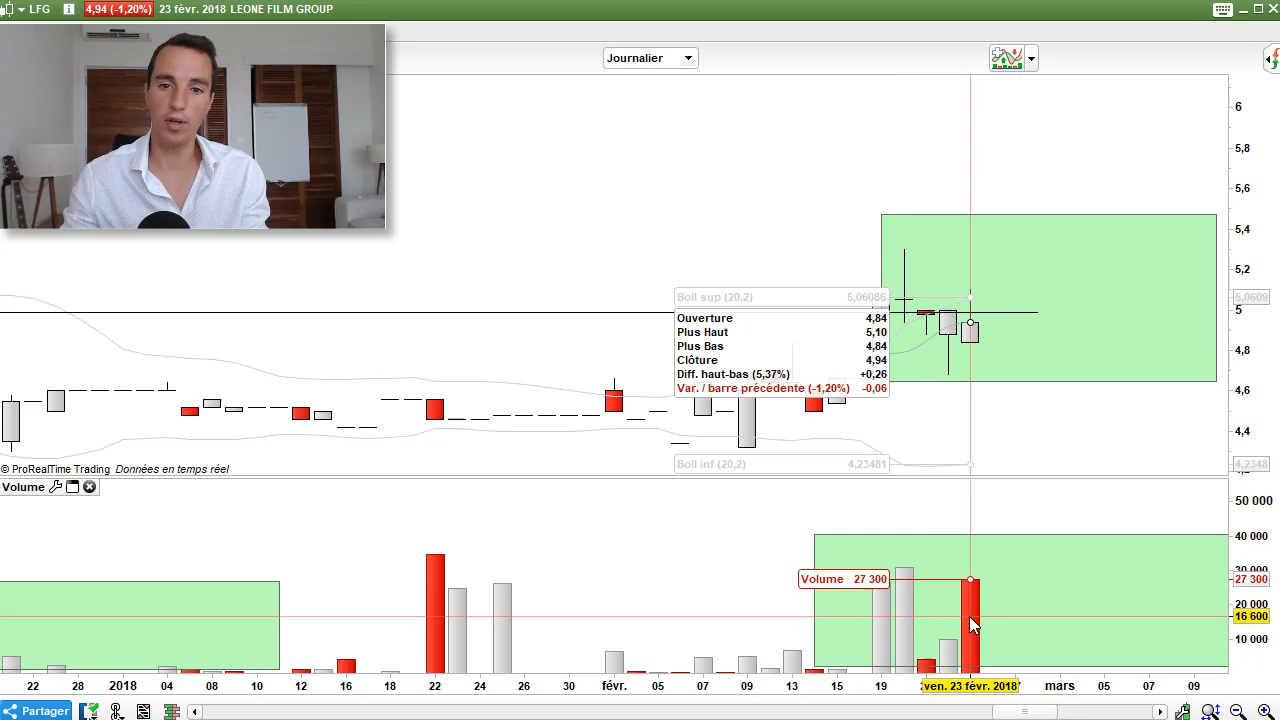 LFG 4,94 (-1,20%) 23 févr. 2018 LEONE FILM GROUP
Journalier
6
5,8
5,6
5,4
5,2
Boll sup (20,2) 5,06086
5,0609
Ouverture 4,84
Plus Haut 5,10
Plus Bas 4,84
Clôture 4,94
Diff. haut-bas (5,37%) +0,26
Var. / barre précédente (-1,20%) -0,06
5
4,8
4,6
4,4
Boll inf (20,2) 4,23481
4,2348
© ProRealTime Trading Données en temps réel
Volume
50 000
40 000
Volume 27 300
27 300
20 000
16 600
10 000
22 28 2018 04 08 10 12 16 18 22 24 26 30 févr. 05 07 09 13 15 19 ven. 23 févr. 2018 mars 05 07 09
Partager